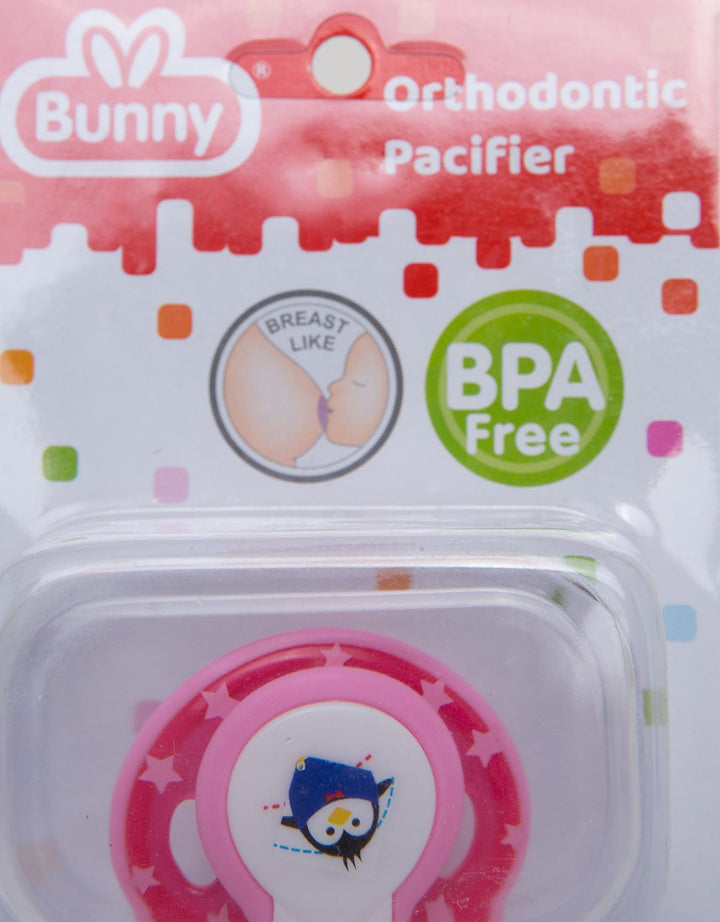 Bunny
®
Orthodontic
Pacifier
BREAST
LIKE
BPA
Free